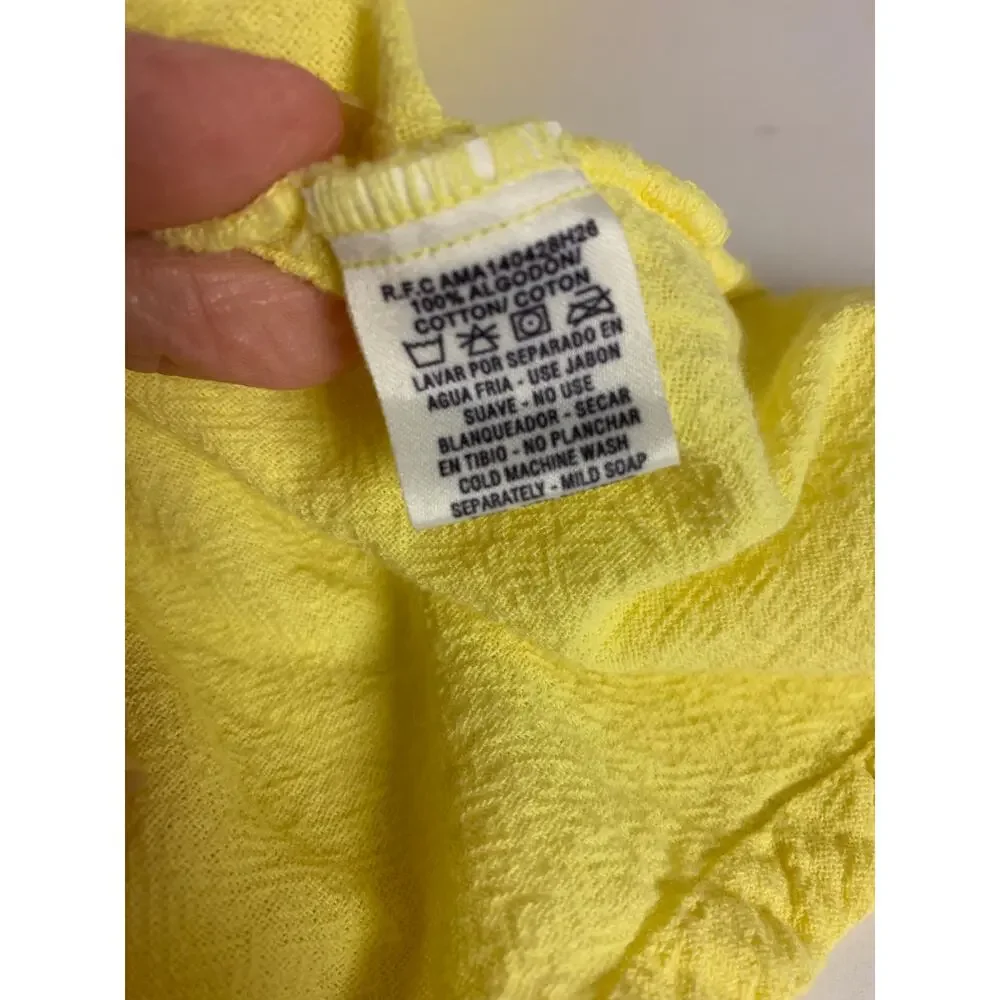 R.F.C AMA140428H26
100% ALGODÓN/
COTTON/ COTON
LAVAR POR SEPARADO EN
AGUA FRIA - USE JABON
SUAVE - NO USE
BLANQUEADOR - SECAR
EN TIBIO - NO PLANCHAR
COLD MACHINE WASH
SEPARATELY - MILD SOAP